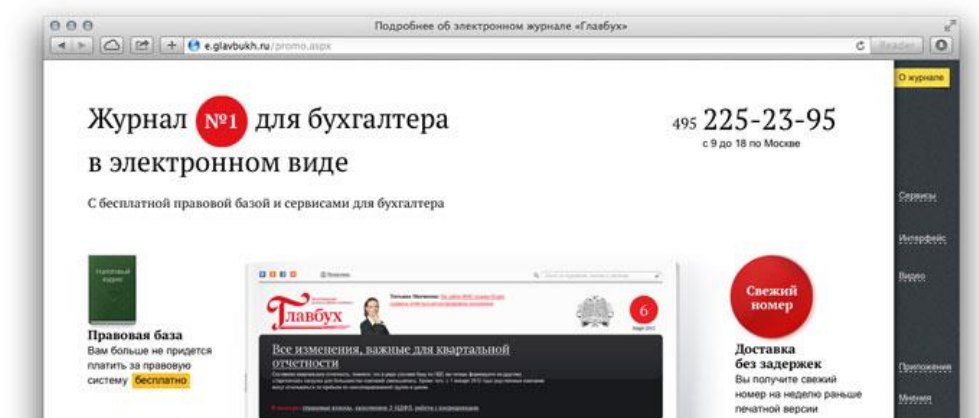 Подробнее об электронном журнале «Главбух»
e.glavbukh.ru/promo.aspx
Reader
О журнале
Журнал №1 для бухгалтера
в электронном виде
495 225-23-95
с 9 до 18 по Москве
С бесплатной правовой базой и сервисами для бухгалтера
Сервисы
Интерфейс
Видео
Приложения
Мнения
Налоговый
кодекс
Правовая база
Вам больше не придется
платить за правовую
систему бесплатно
Главбух
6
Все изменения, важные для квартальной
отчетности
Свежий
номер
Доставка
без задержек
Вы получите свежий
номер на неделю раньше
печатной версии